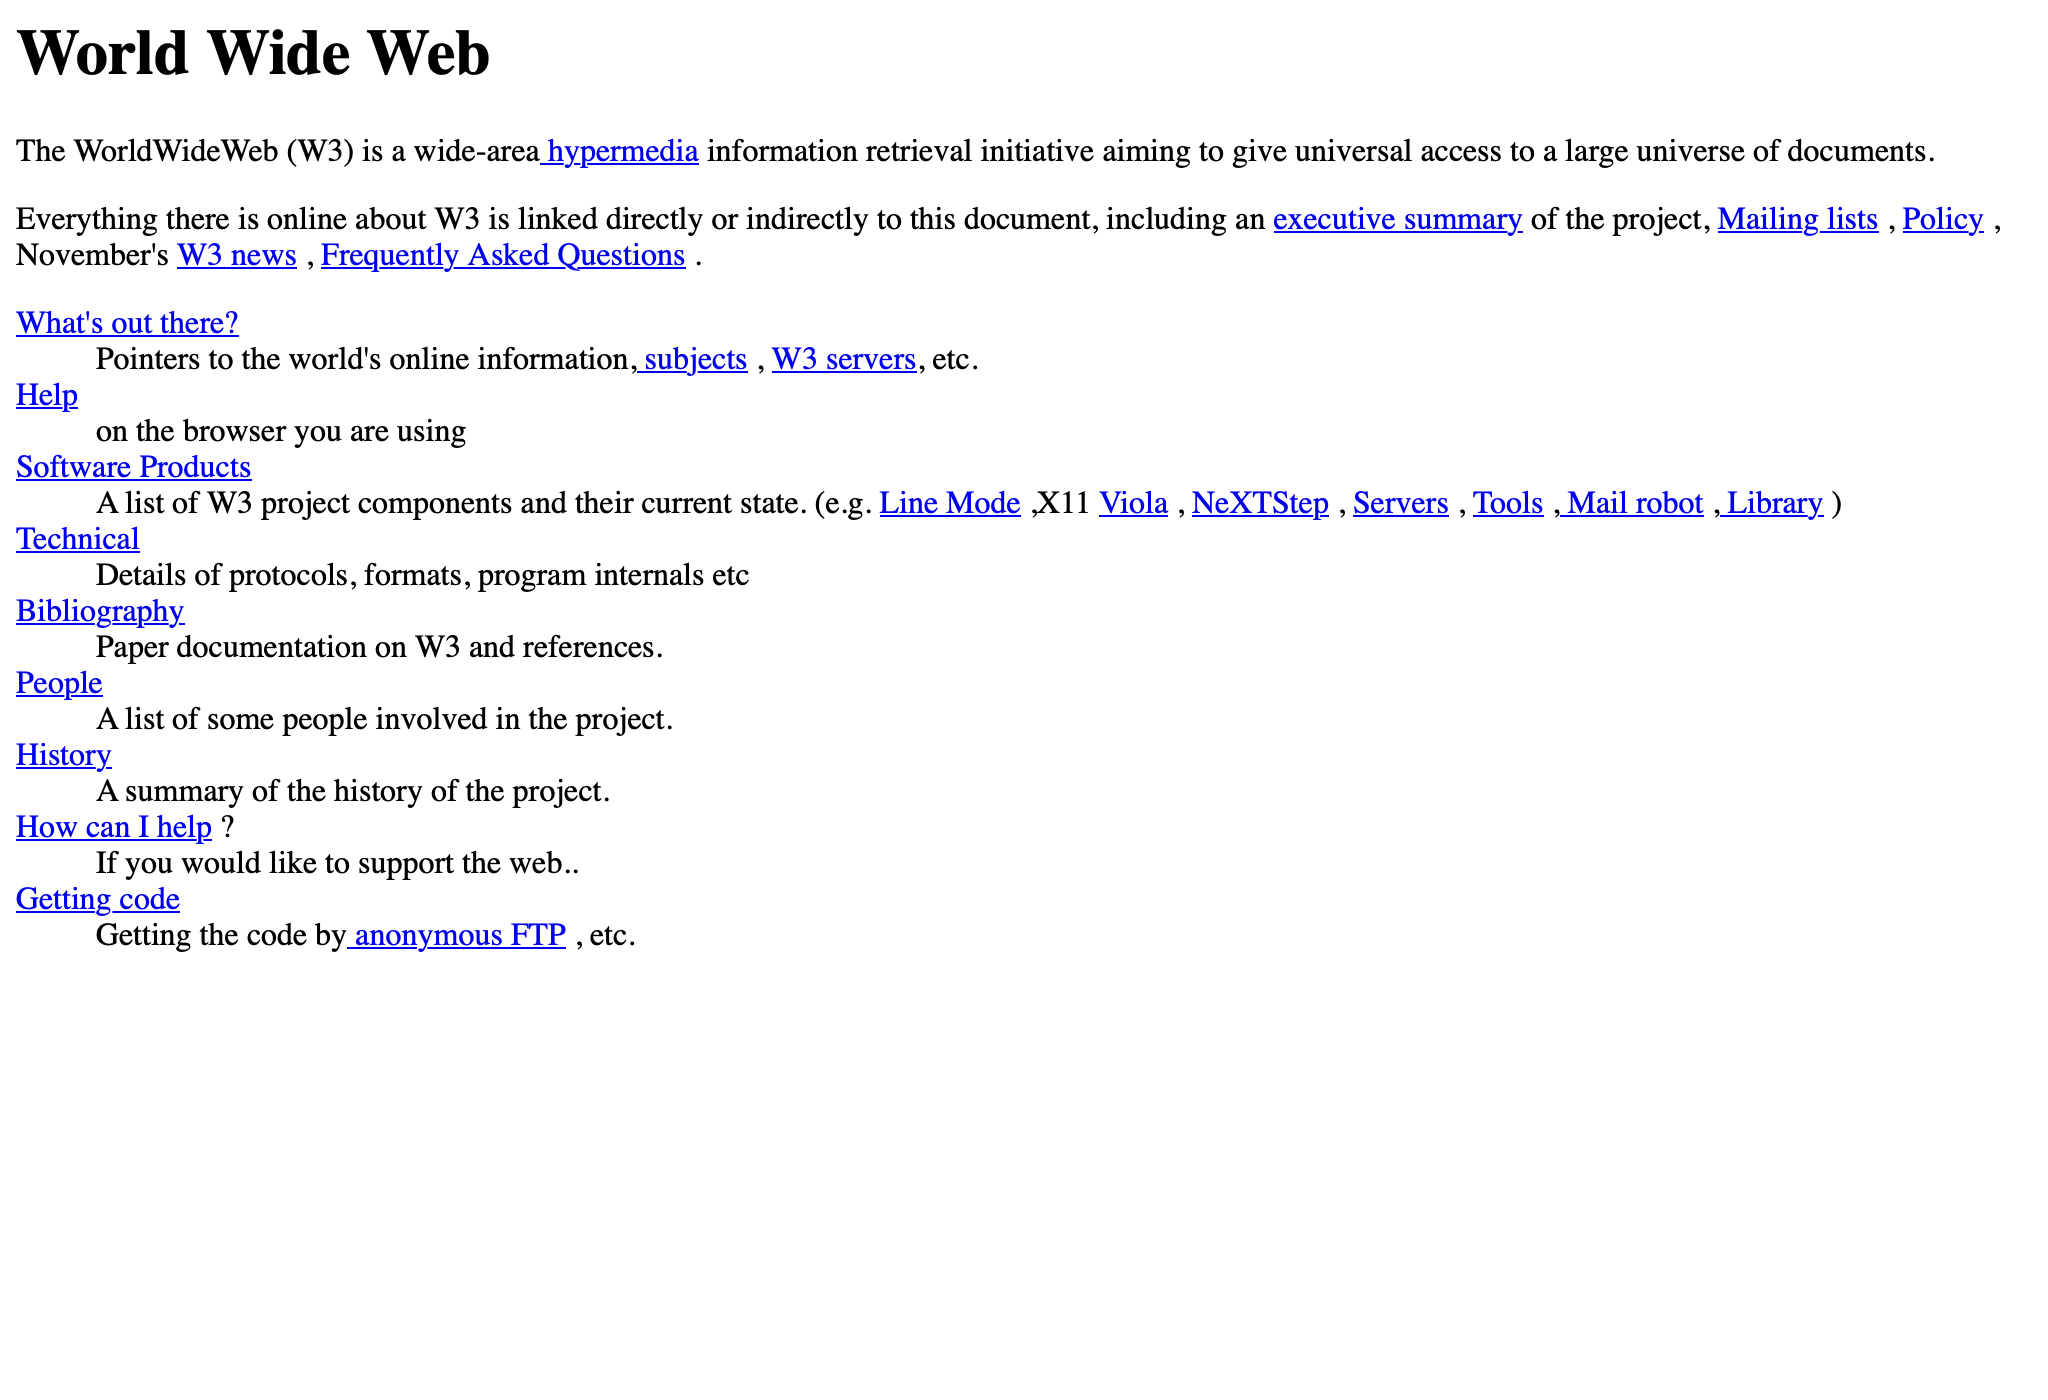 World Wide Web
The WorldWideWeb (W3) is a wide-area hypermedia information retrieval initiative aiming to give universal access to a large universe of documents.
Everything there is online about W3 is linked directly or indirectly to this document, including an executive summary of the project, Mailing lists , Policy ,
November's W3 news , Frequently Asked Questions .
What's out there?
Pointers to the world's online information, subjects , W3 servers, etc.
Help
on the browser you are using
Software Products
A list of W3 project components and their current state. (e.g. Line Mode ,X11 Viola , NeXTStep , Servers , Tools , Mail robot , Library )
Technical
Details of protocols, formats, program internals etc
Bibliography
Paper documentation on W3 and references.
People
A list of some people involved in the project.
History
A summary of the history of the project.
How can I help ?
If you would like to support the web..
Getting code
Getting the code by anonymous FTP , etc.